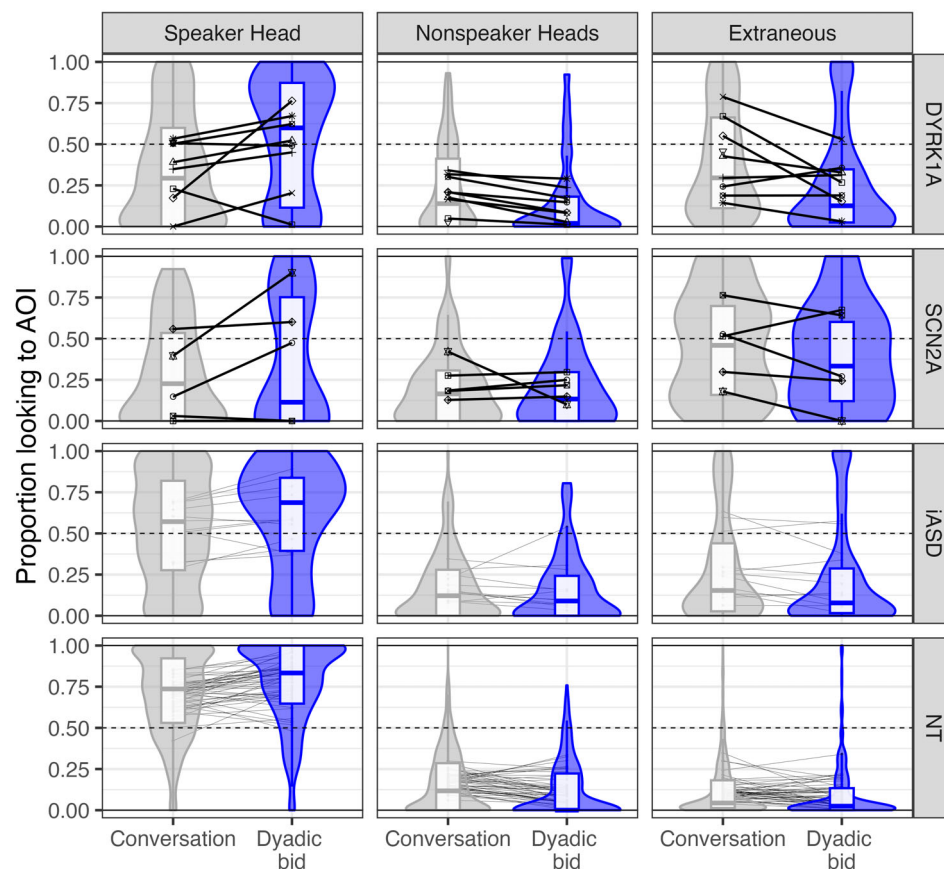 Speaker Head
Nonspeaker Heads
Extraneous
Proportion looking to AOI
1.00
0.75
0.50
0.25
0.00
DYRK1A
1.00
0.75
0.50
0.25
0.00
SCN2A
1.00
0.75
0.50
0.25
0.00
iASD
1.00
0.75
0.50
0.25
0.00
NT
Conversation
Dyadic
bid
Conversation
Dyadic
bid
Conversation
Dyadic
bid